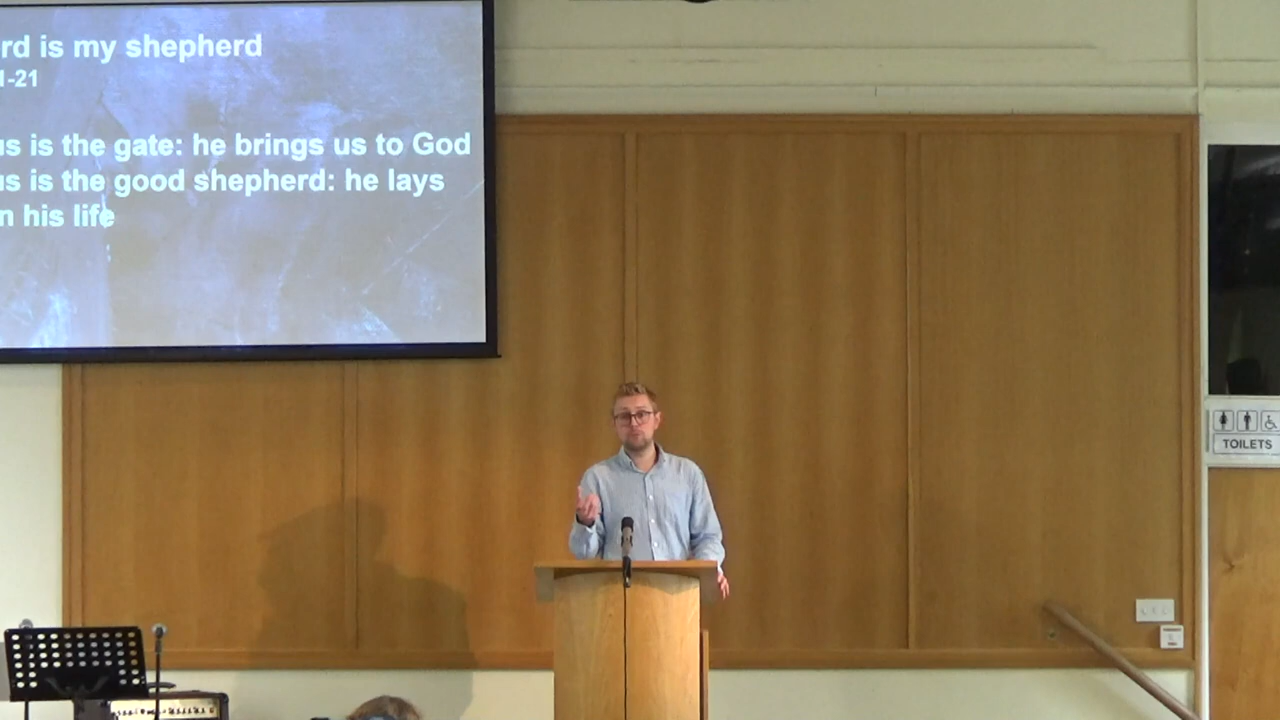 rd is my shepherd
1-21
us is the gate: he brings us to God
us is the good shepherd: he lays
n his life
TOILETS